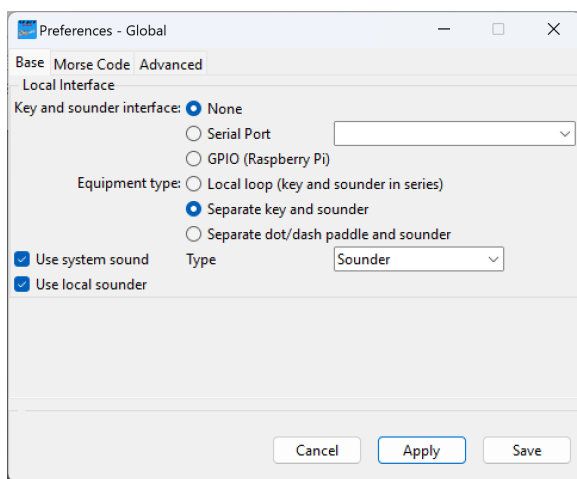 Preferences - Global
Base Morse Code Advanced
Local Interface
Key and sounder interface: None
Serial Port
GPIO (Raspberry Pi)
Equipment type: Local loop (key and sounder in series)
Separate key and sounder
Separate dot/dash paddle and sounder
Use system sound Type Sounder
Use local sounder
Cancel Apply Save